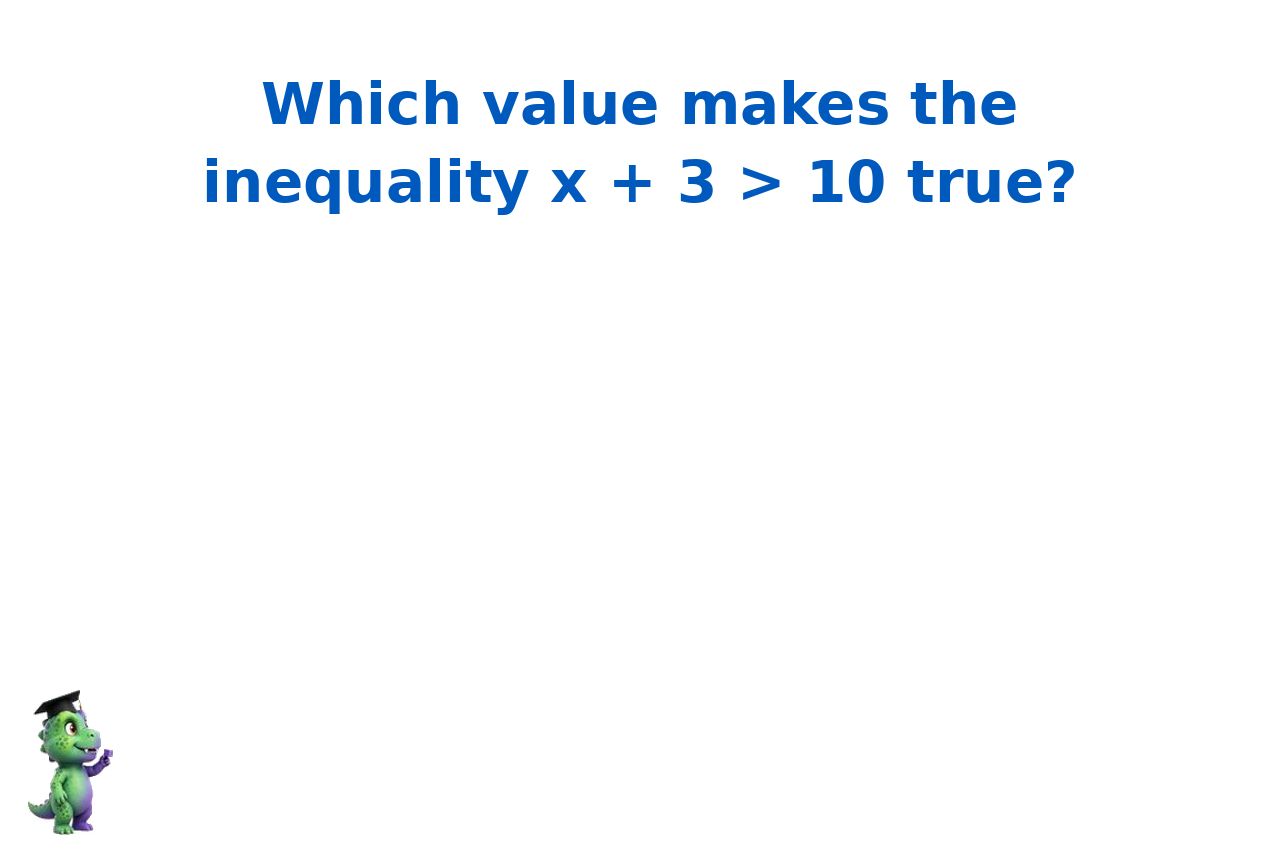 Which value makes the
inequality x + 3 > 10 true?